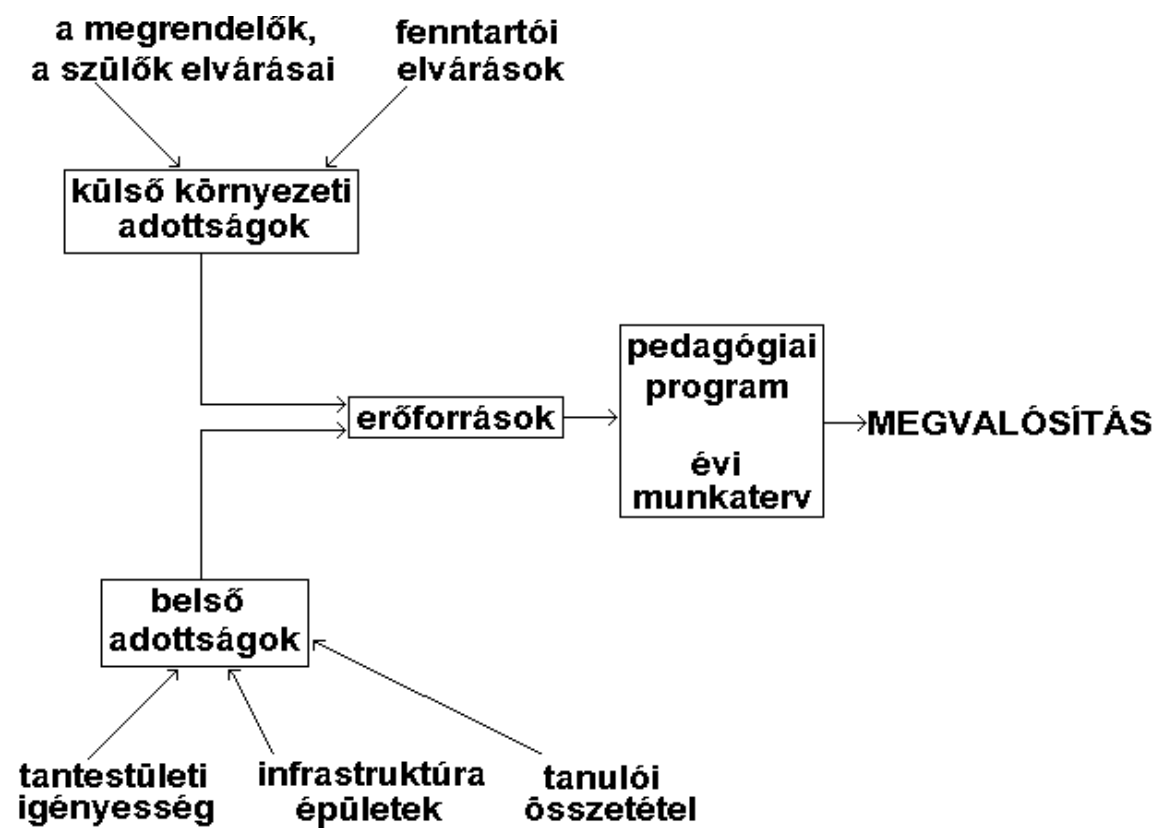 a megrendelők,
a szülők elvárásai
fenntartói
elvárások
külső környezeti
adottságok
erőforrások
pedagógiai
program
évi
munkaterv
MEGVALÓSÍTÁS
belső
adottságok
tantestületi
igényesség
infrastruktúra
épületek
tanulói
összetétel